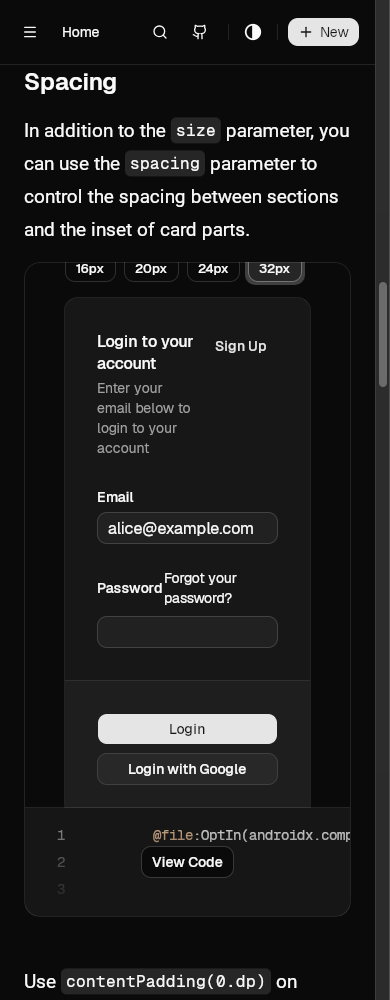 Home
New
Spacing
In addition to the size parameter, you
can use the spacing parameter to
control the spacing between sections
and the inset of card parts.
16px 20px 24px 32px
Login to your
account
Sign Up
Enter your
email below to
login to your
account
Email
alice@example.com
Password
Forgot your
password?
Login
Login with Google
1 @file:OptIn(androidx.comp
2
View Code
3
Use contentPadding(0.dp) on